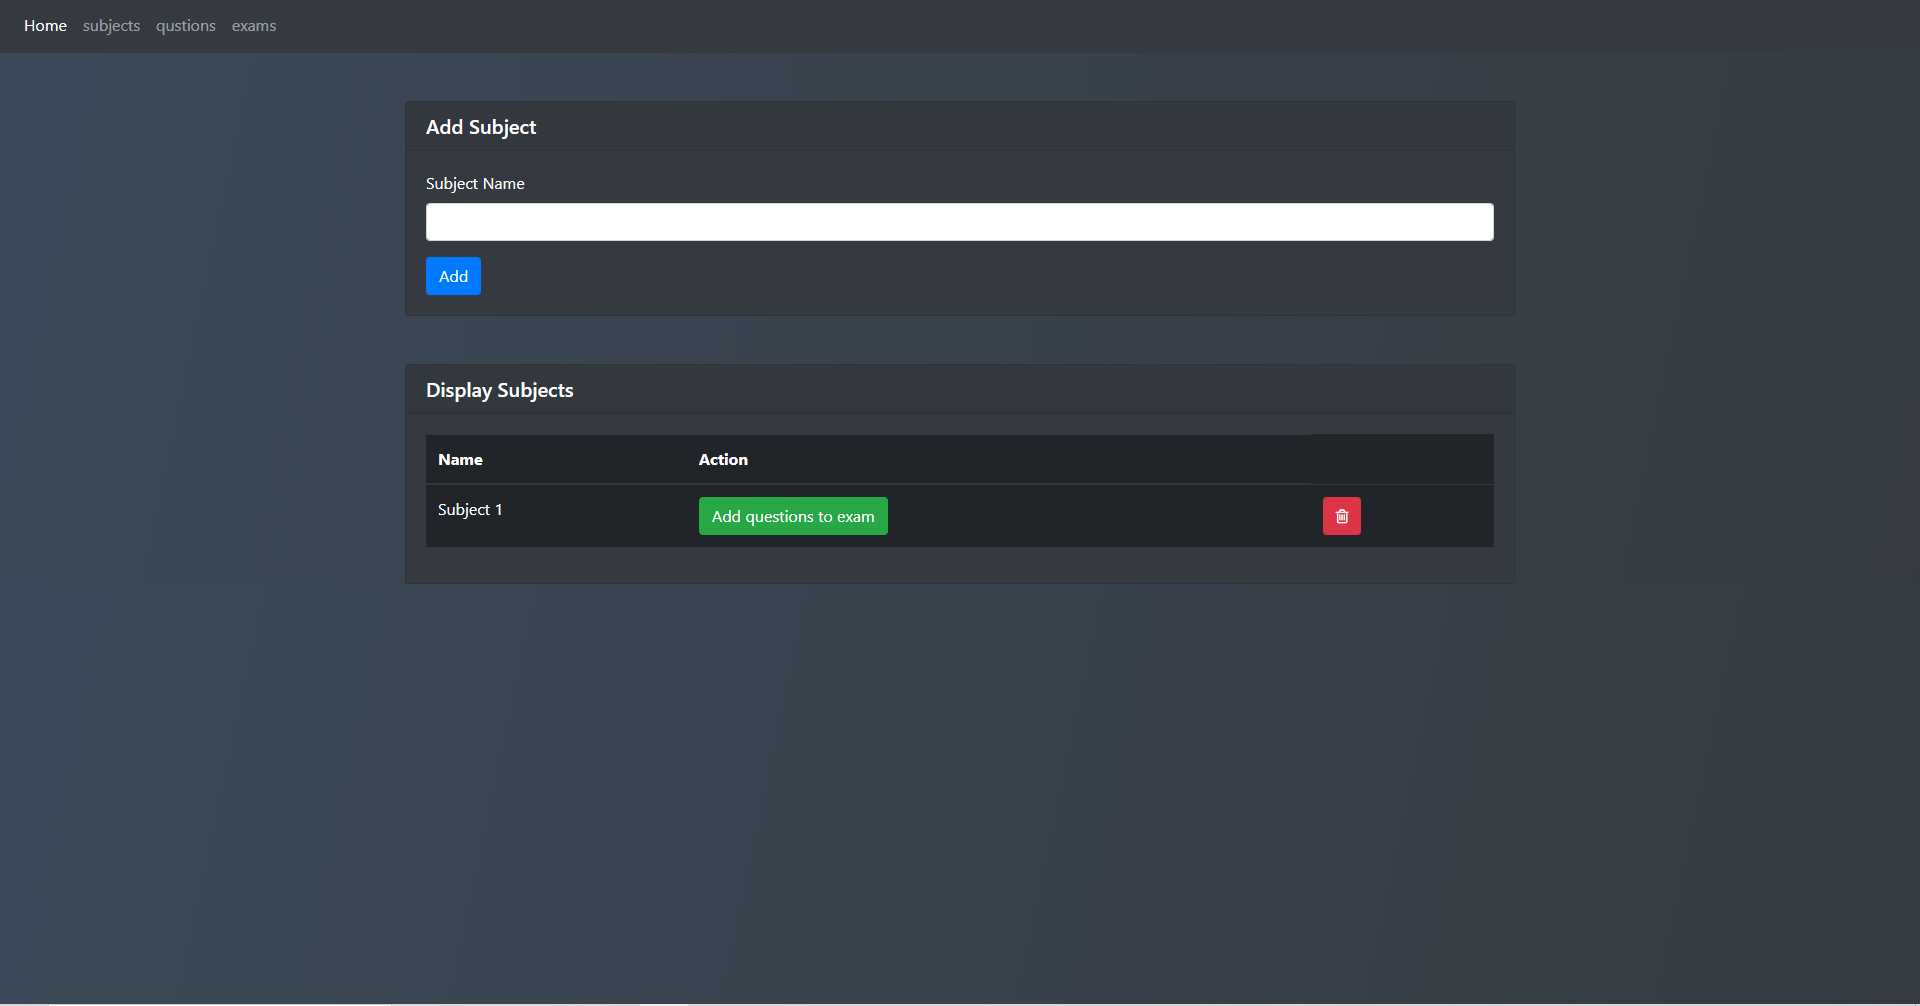 Home subjects qustions exams
Add Subject
Subject Name
Add
Display Subjects
Name Action
Subject 1 Add questions to exam